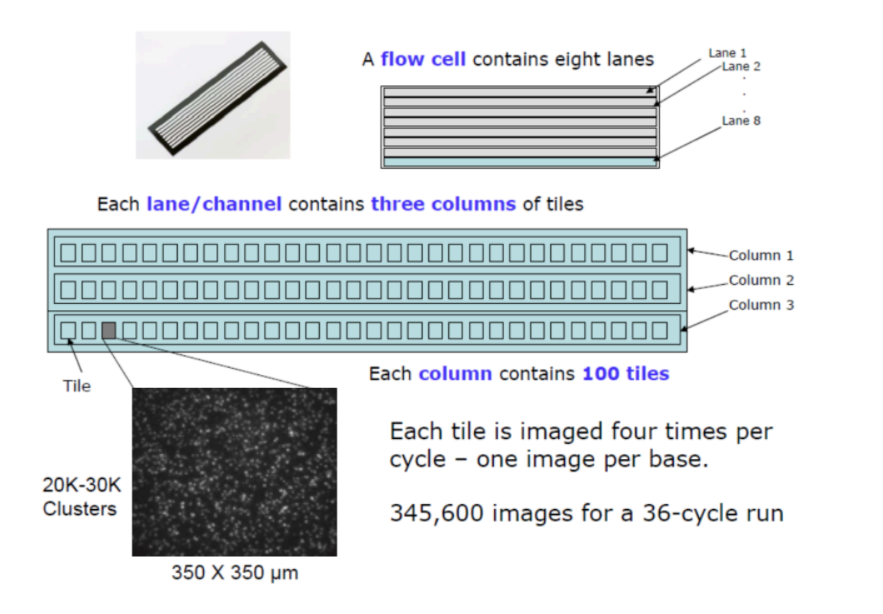 A flow cell contains eight lanes
Lane 1
Lane 2
.
.
.
Lane 8
Each lane/channel contains three columns of tiles
Column 1
Column 2
Column 3
Tile
Each column contains 100 tiles
20K-30K
Clusters
350 X 350 µm
Each tile is imaged four times per
cycle – one image per base.
345,600 images for a 36-cycle run